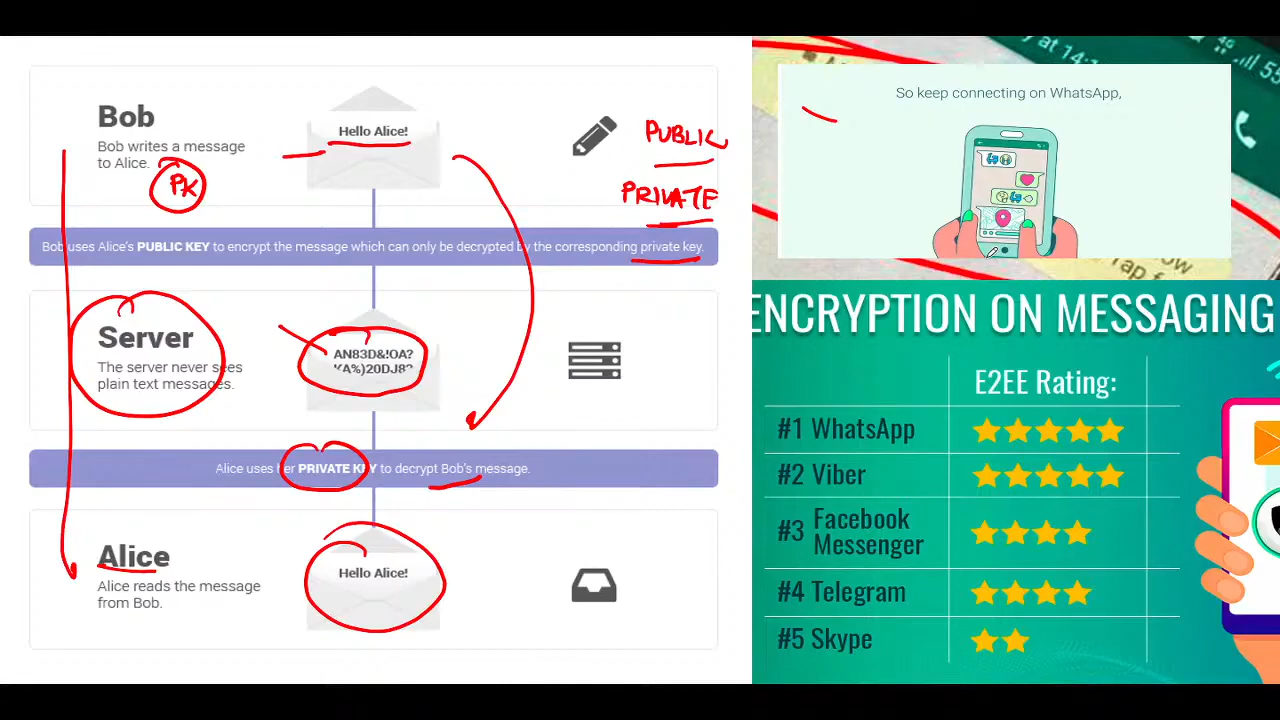 Bob
Bob writes a message
to Alice.
PK
Hello Alice!
PUBLIC
PRIVATE
Bob uses Alice's PUBLIC KEY to encrypt the message which can only be decrypted by the corresponding private key.
Server
The server never sees
plain text messages.
AN83D&!OA?
Alice uses her PRIVATE KEY to decrypt Bob's message.
Alice
Alice reads the message
from Bob.
Hello Alice!
4G
55
So keep connecting on WhatsApp,
ENCRYPTION ON MESSAGING
E2EE Rating:
#1 WhatsApp
#2 Viber
#3 Facebook
Messenger
#4 Telegram
#5 Skype